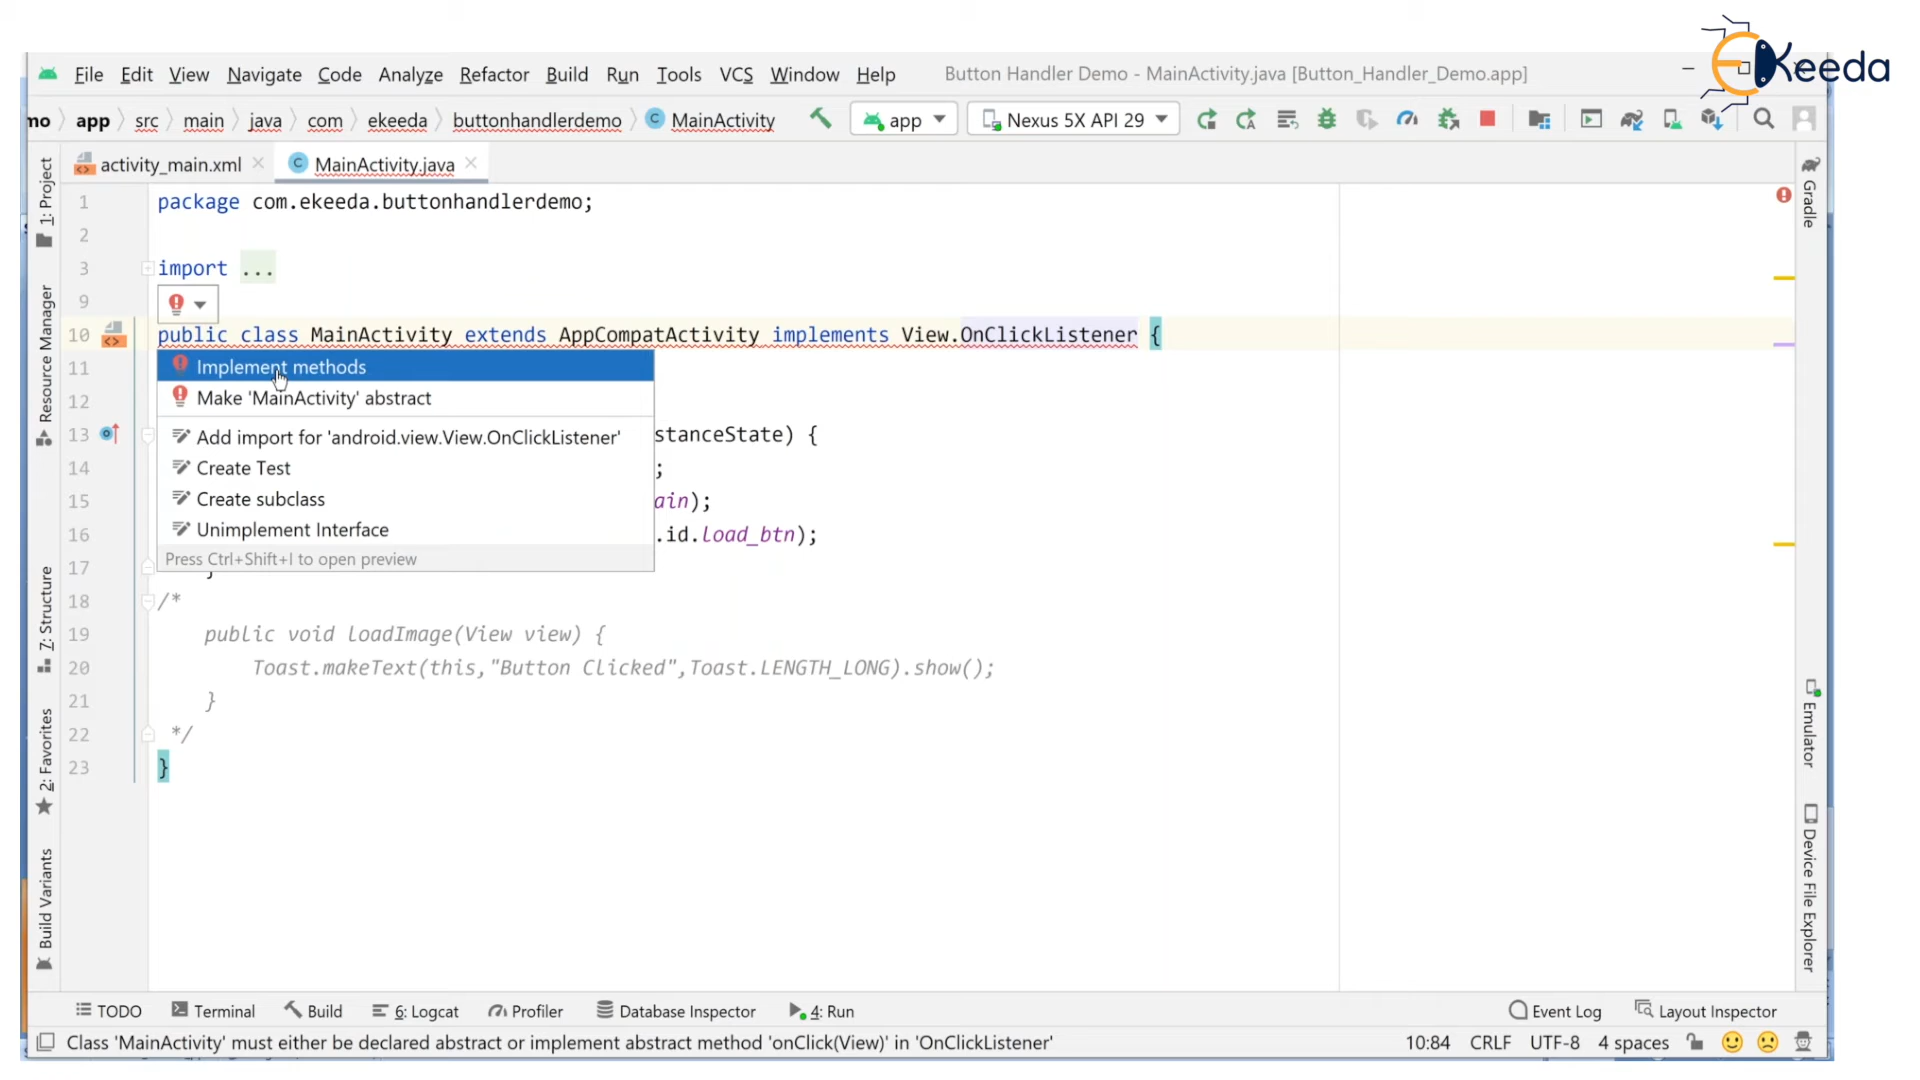 EKeeda
File Edit View Navigate Code Analyze Refactor Build Run Tools VCS Window Help Button Handler Demo - MainActivity.java [Button_Handler_Demo.app]
mo app src main java com ekeeda buttonhandlerdemo MainActivity app Nexus 5X API 29
activity_main.xml MainActivity.java
1 package com.ekeeda.buttonhandlerdemo;
2
3 import ...
9
10 public class MainActivity extends AppCompatActivity implements View.OnClickListener {
11 Implement methods
12 Make 'MainActivity' abstract
13 stanceState) {
Add import for 'android.view.View.OnClickListener'
14 ;
Create Test
15 ain);
Create subclass
16 .id.load_btn);
Unimplement Interface
Press Ctrl+Shift+I to open preview
17 }
18 /*
19 public void loadImage(View view) {
20 Toast.makeText(this,"Button Clicked",Toast.LENGTH_LONG).show();
21 }
22 */
23 }
1: Project
Resource Manager
7: Structure
2: Favorites
Build Variants
Gradle
Emulator
Device File Explorer
TODO Terminal Build 6: Logcat Profiler Database Inspector 4: Run Event Log Layout Inspector
Class 'MainActivity' must either be declared abstract or implement abstract method 'onClick(View)' in 'OnClickListener' 10:84 CRLF UTF-8 4 spaces